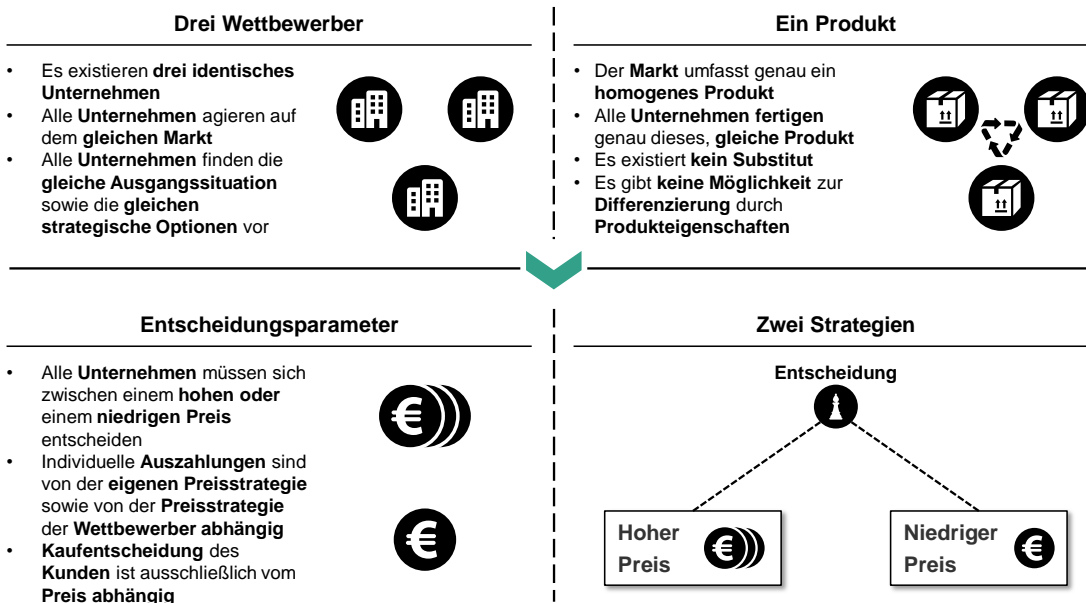 Drei Wettbewerber
• Es existieren drei identisches
Unternehmen
• Alle Unternehmen agieren auf
dem gleichen Markt
• Alle Unternehmen finden die
gleiche Ausgangssituation
sowie die gleichen
strategische Optionen vor
Ein Produkt
• Der Markt umfasst genau ein
homogenes Produkt
• Alle Unternehmen fertigen
genau dieses, gleiche Produkt
• Es existiert kein Substitut
• Es gibt keine Möglichkeit zur
Differenzierung durch
Produkteigenschaften
Entscheidungsparameter
• Alle Unternehmen müssen sich
zwischen einem hohen oder
einem niedrigen Preis
entscheiden
• Individuelle Auszahlungen sind
von der eigenen Preisstrategie
sowie von der Preisstrategie
der Wettbewerber abhängig
• Kaufentscheidung des
Kunden ist ausschließlich vom
Preis abhängig
€
€
Zwei Strategien
Entscheidung
Hoher
Preis
€
Niedriger
Preis
€